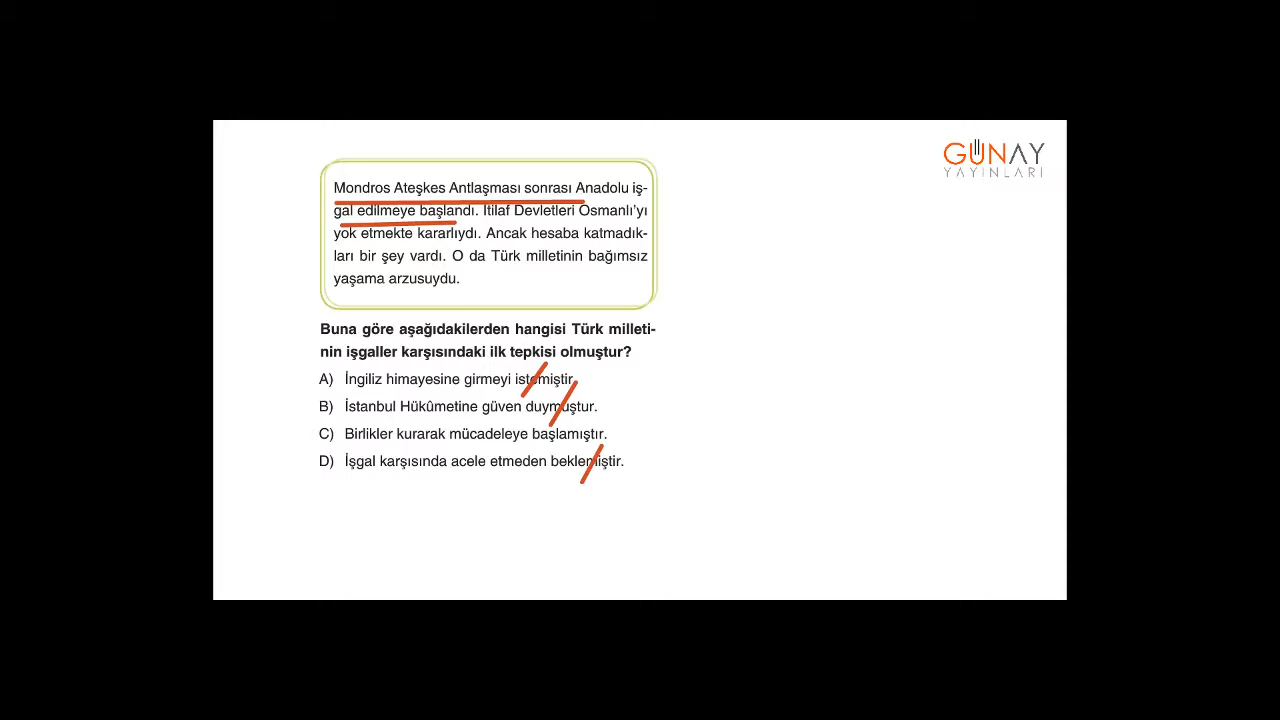 GÜNAY
YAYINLARI
Mondros Ateşkes Antlaşması sonrası Anadolu iş-
gal edilmeye başlandı. İtilaf Devletleri Osmanlı'yı
yok etmekte kararlıydı. Ancak hesaba katmadık-
ları bir şey vardı. O da Türk milletinin bağımsız
yaşama arzusuydu.
Buna göre aşağıdakilerden hangisi Türk milleti-
nin işgaller karşısındaki ilk tepkisi olmuştur?
A) İngiliz himayesine girmeyi istemiştir.
B) İstanbul Hükûmetine güven duymuştur.
C) Birlikler kurarak mücadeleye başlamıştır.
D) İşgal karşısında acele etmeden beklemiştir.